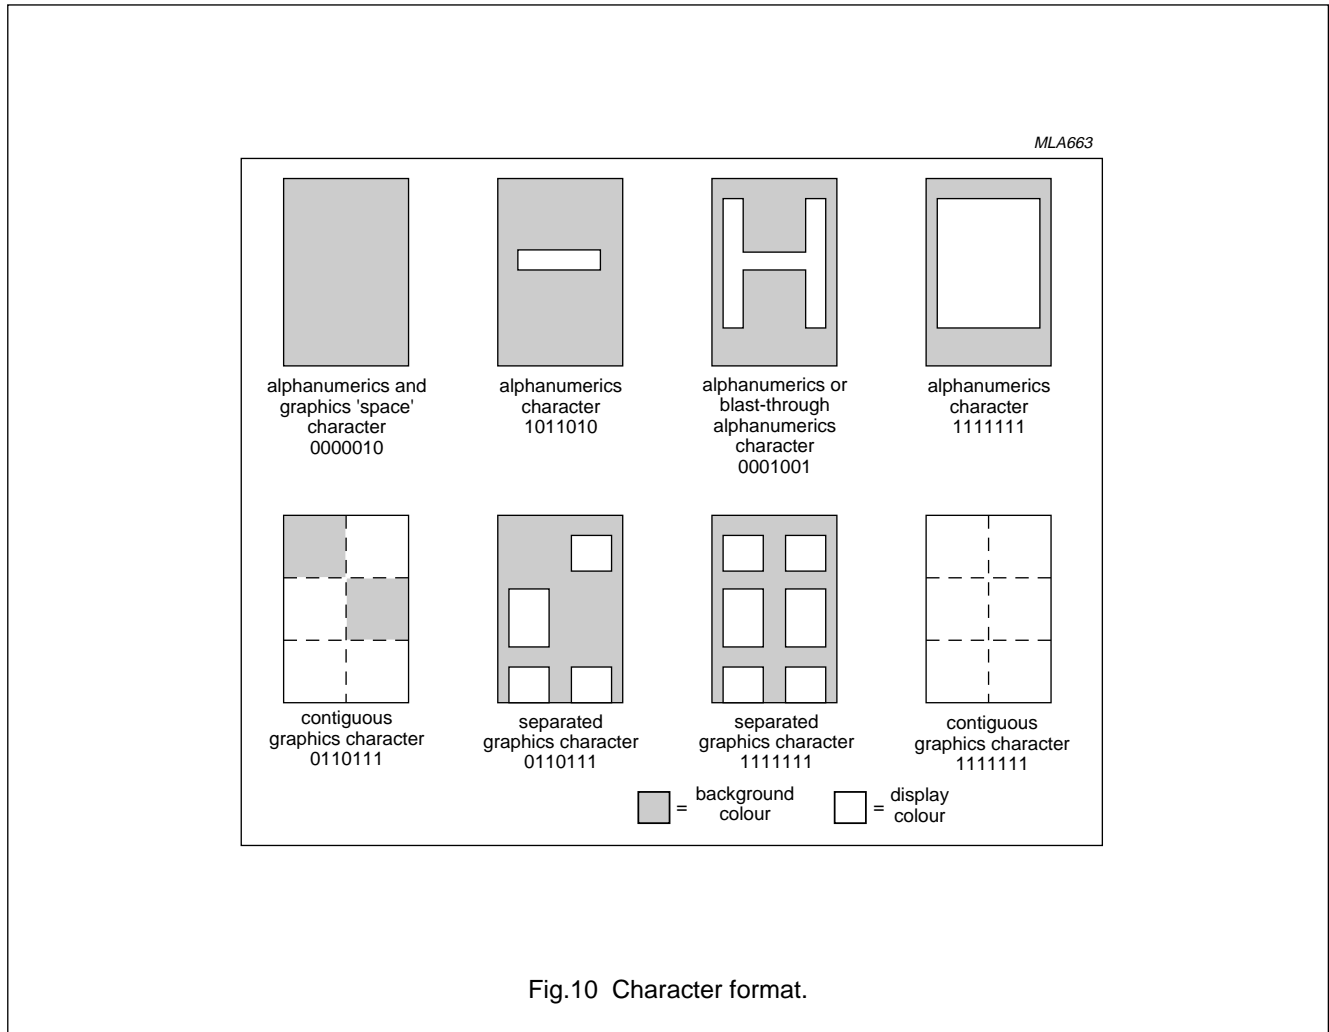 MLA663
alphanumerics and
graphics 'space'
character
0000010
alphanumerics
character
1011010
alphanumerics or
blast-through
alphanumerics
character
0001001
alphanumerics
character
1111111
contiguous
graphics character
0110111
separated
graphics character
0110111
separated
graphics character
1111111
contiguous
graphics character
1111111
= background
colour
= display
colour
Fig.10 Character format.